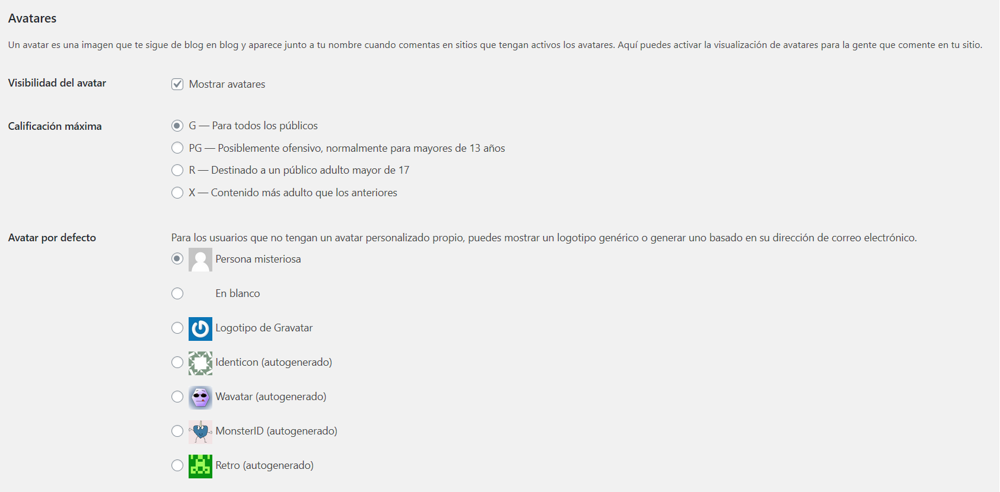 Avatares
Un avatar es una imagen que te sigue de blog en blog y aparece junto a tu nombre cuando comentas en sitios que tengan activos los avatares. Aquí puedes activar la visualización de avatares para la gente que comente en tu sitio.
Visibilidad del avatar
Mostrar avatares
Calificación máxima
G — Para todos los públicos
PG — Posiblemente ofensivo, normalmente para mayores de 13 años
R — Destinado a un público adulto mayor de 17
X — Contenido más adulto que los anteriores
Avatar por defecto
Para los usuarios que no tengan un avatar personalizado propio, puedes mostrar un logotipo genérico o generar uno basado en su dirección de correo electrónico.
Persona misteriosa
En blanco
Logotipo de Gravatar
Identicon (autogenerado)
Wavatar (autogenerado)
MonsterID (autogenerado)
Retro (autogenerado)